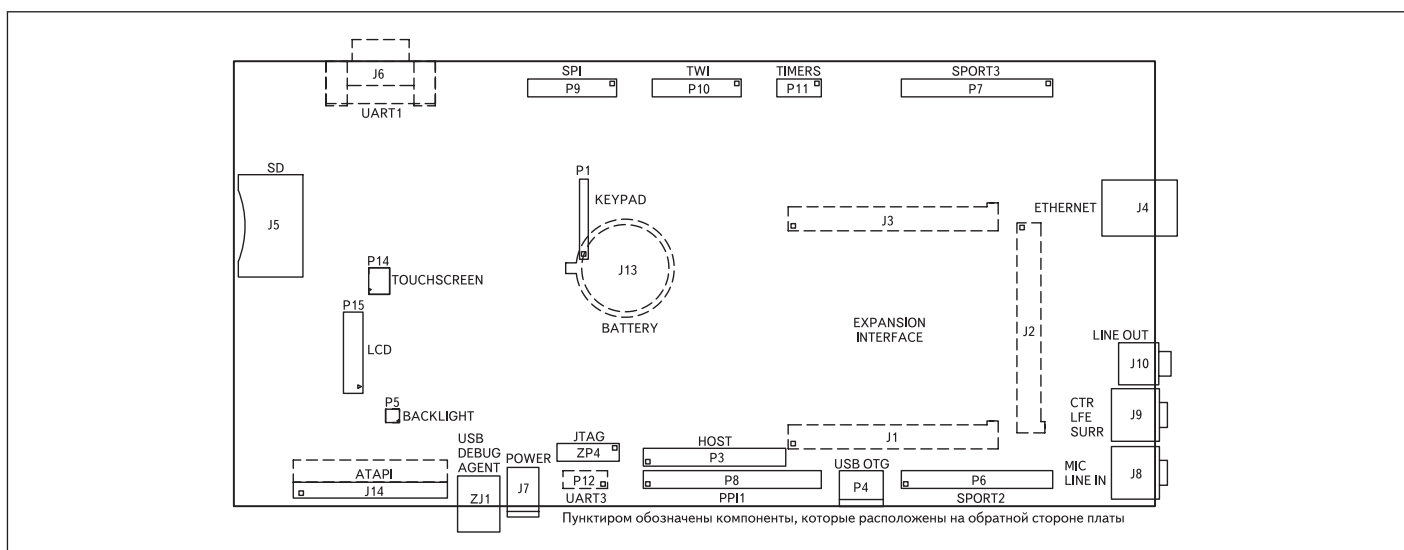 SPI
TWI
TIMERS
SPORT3
J6
P9
P10
P11
P7
UART1
SD
P1
KEYPAD
J5
J3
ETHERNET
J4
P14
TOUCHSCREEN
J13
P15
BATTERY
EXPANSION
INTERFACE
J2
LCD
LINE OUT
J10
P5
BACKLIGHT
CTR
LFE
SURR
J9
USB
DEBUG
AGENT
JTAG
ZP4
HOST
P3
J1
POWER
USB OTG
MIC
LINE IN
J8
ATAPI
J14
ZJ1
J7
P12
UART3
P8
PPI1
P4
P6
SPORT2
Пунктиром обозначены компоненты, которые расположены на обратной стороне платы